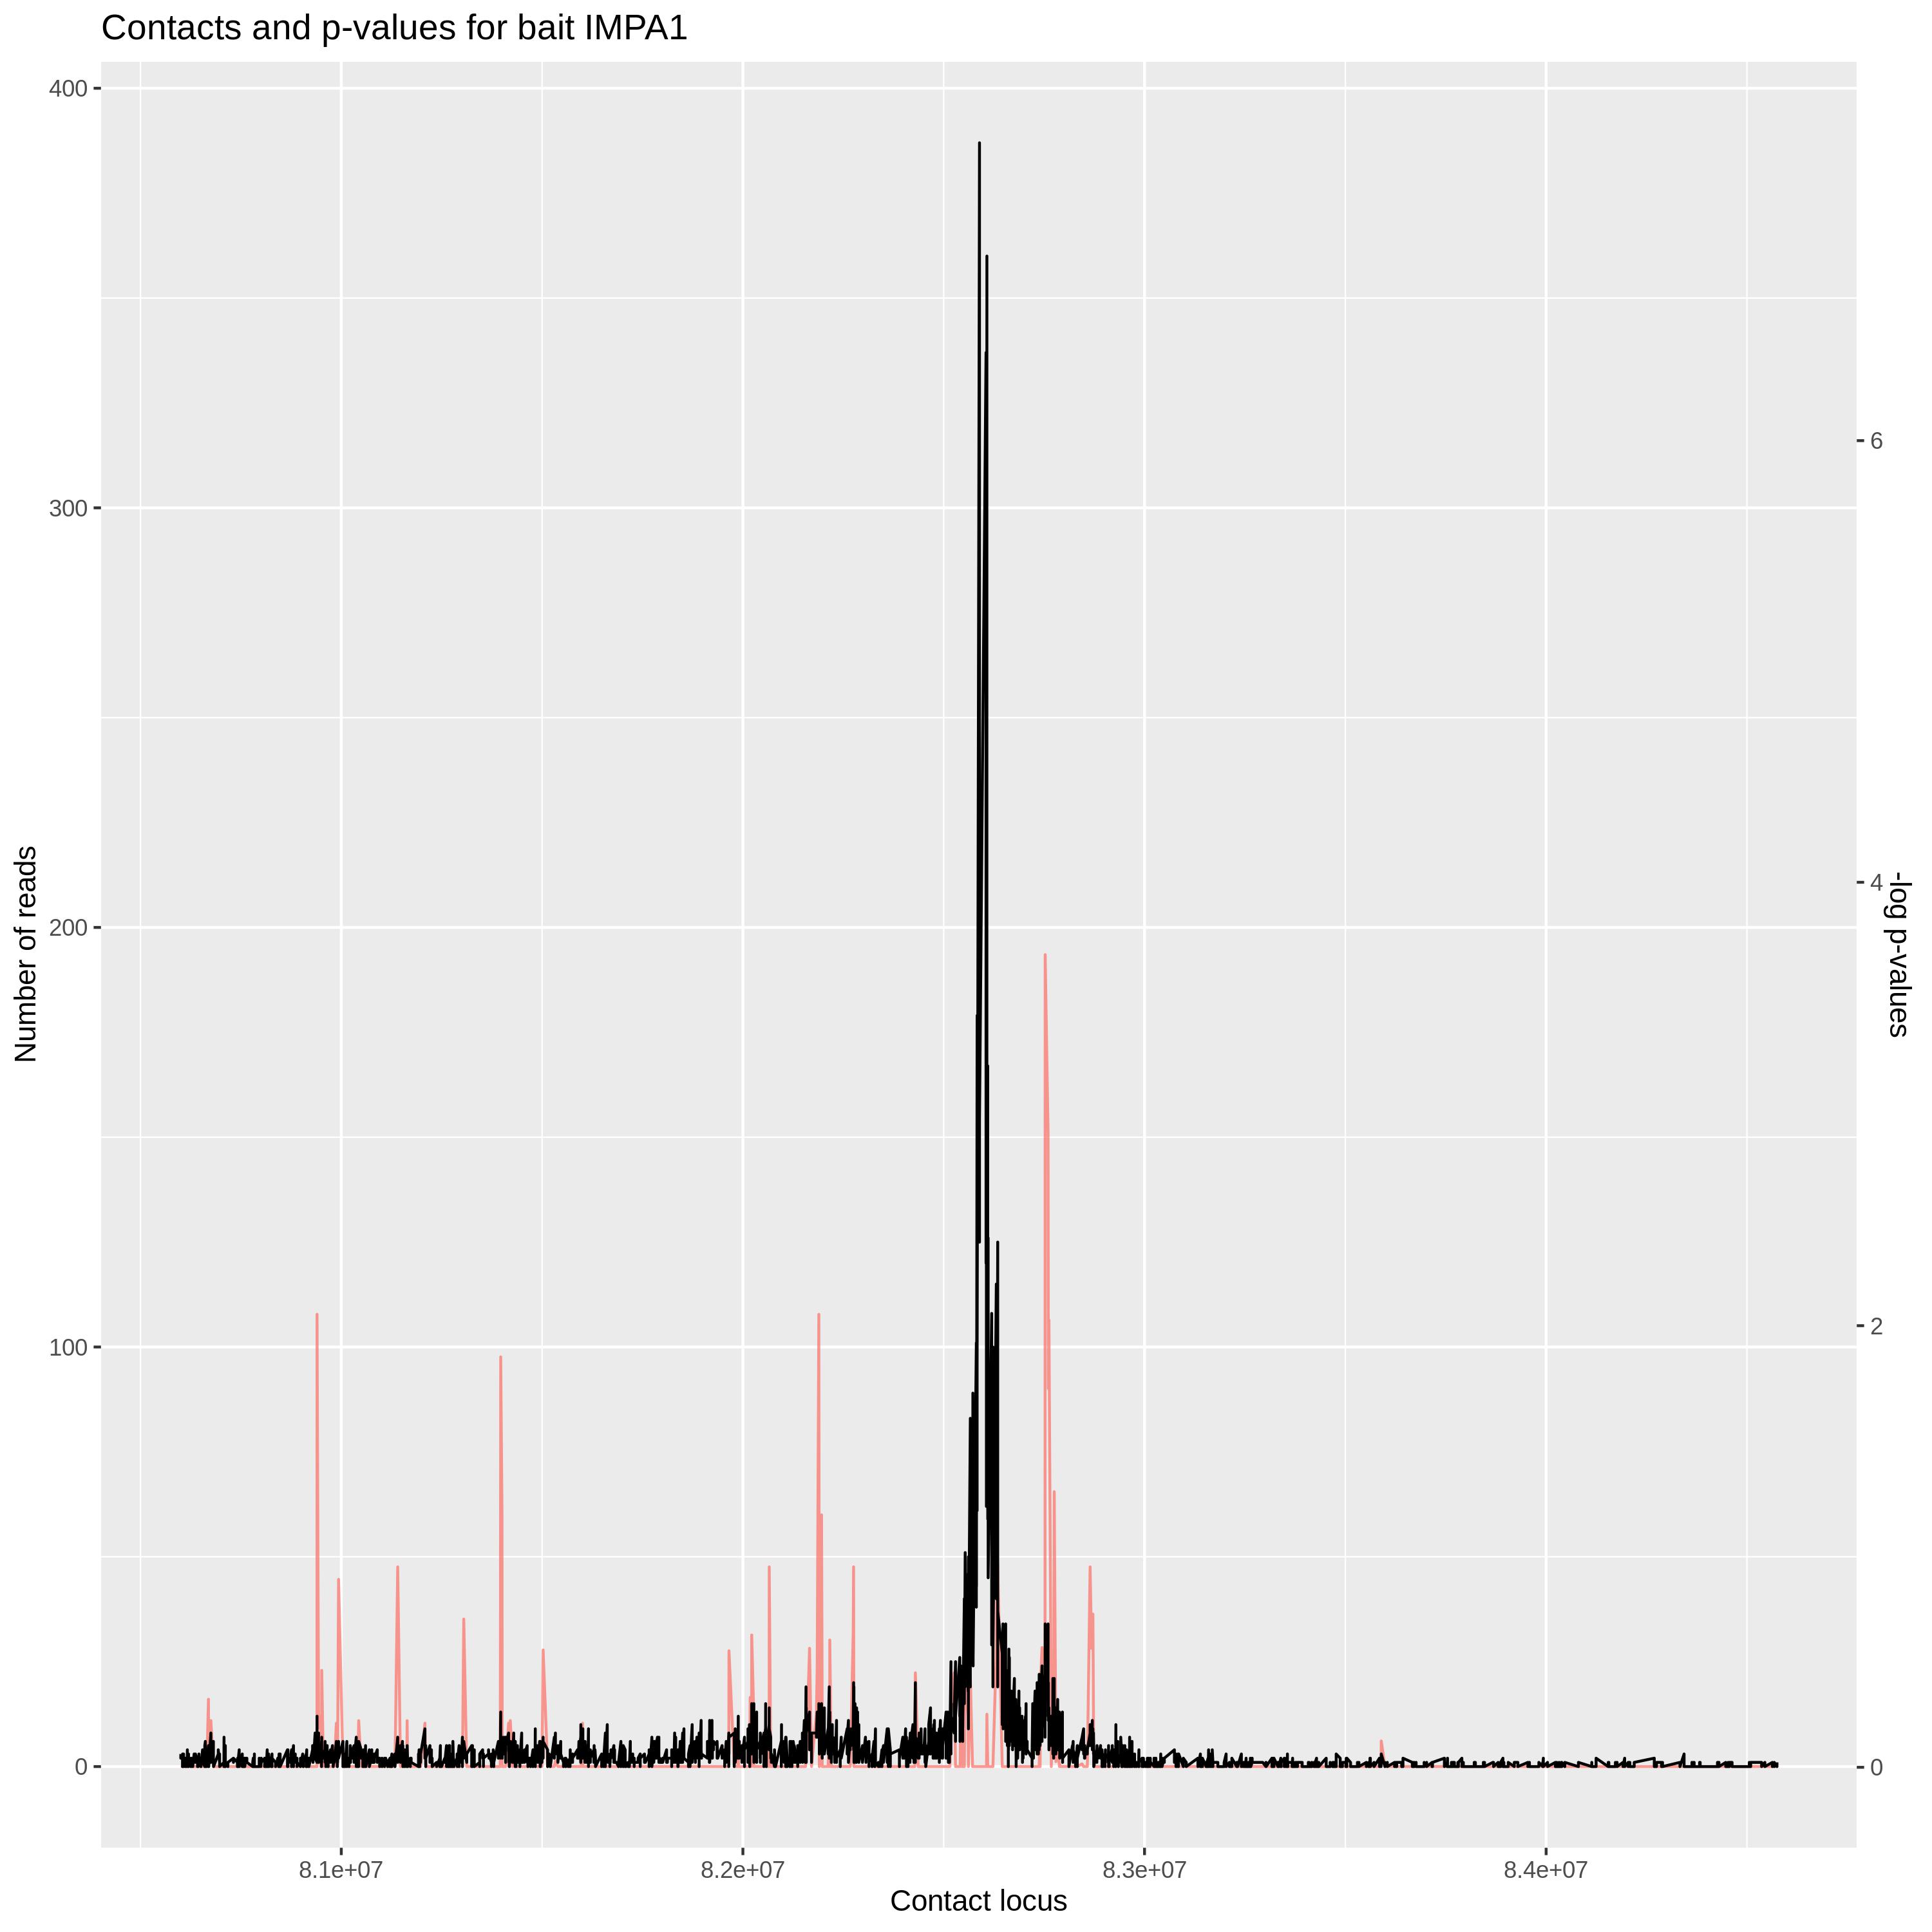 Contacts and p-values for bait IMPA1
400
300
200
100
0
Number of reads
6
4
2
0
-log p-values
8.1e+07
8.2e+07
8.3e+07
8.4e+07
Contact locus